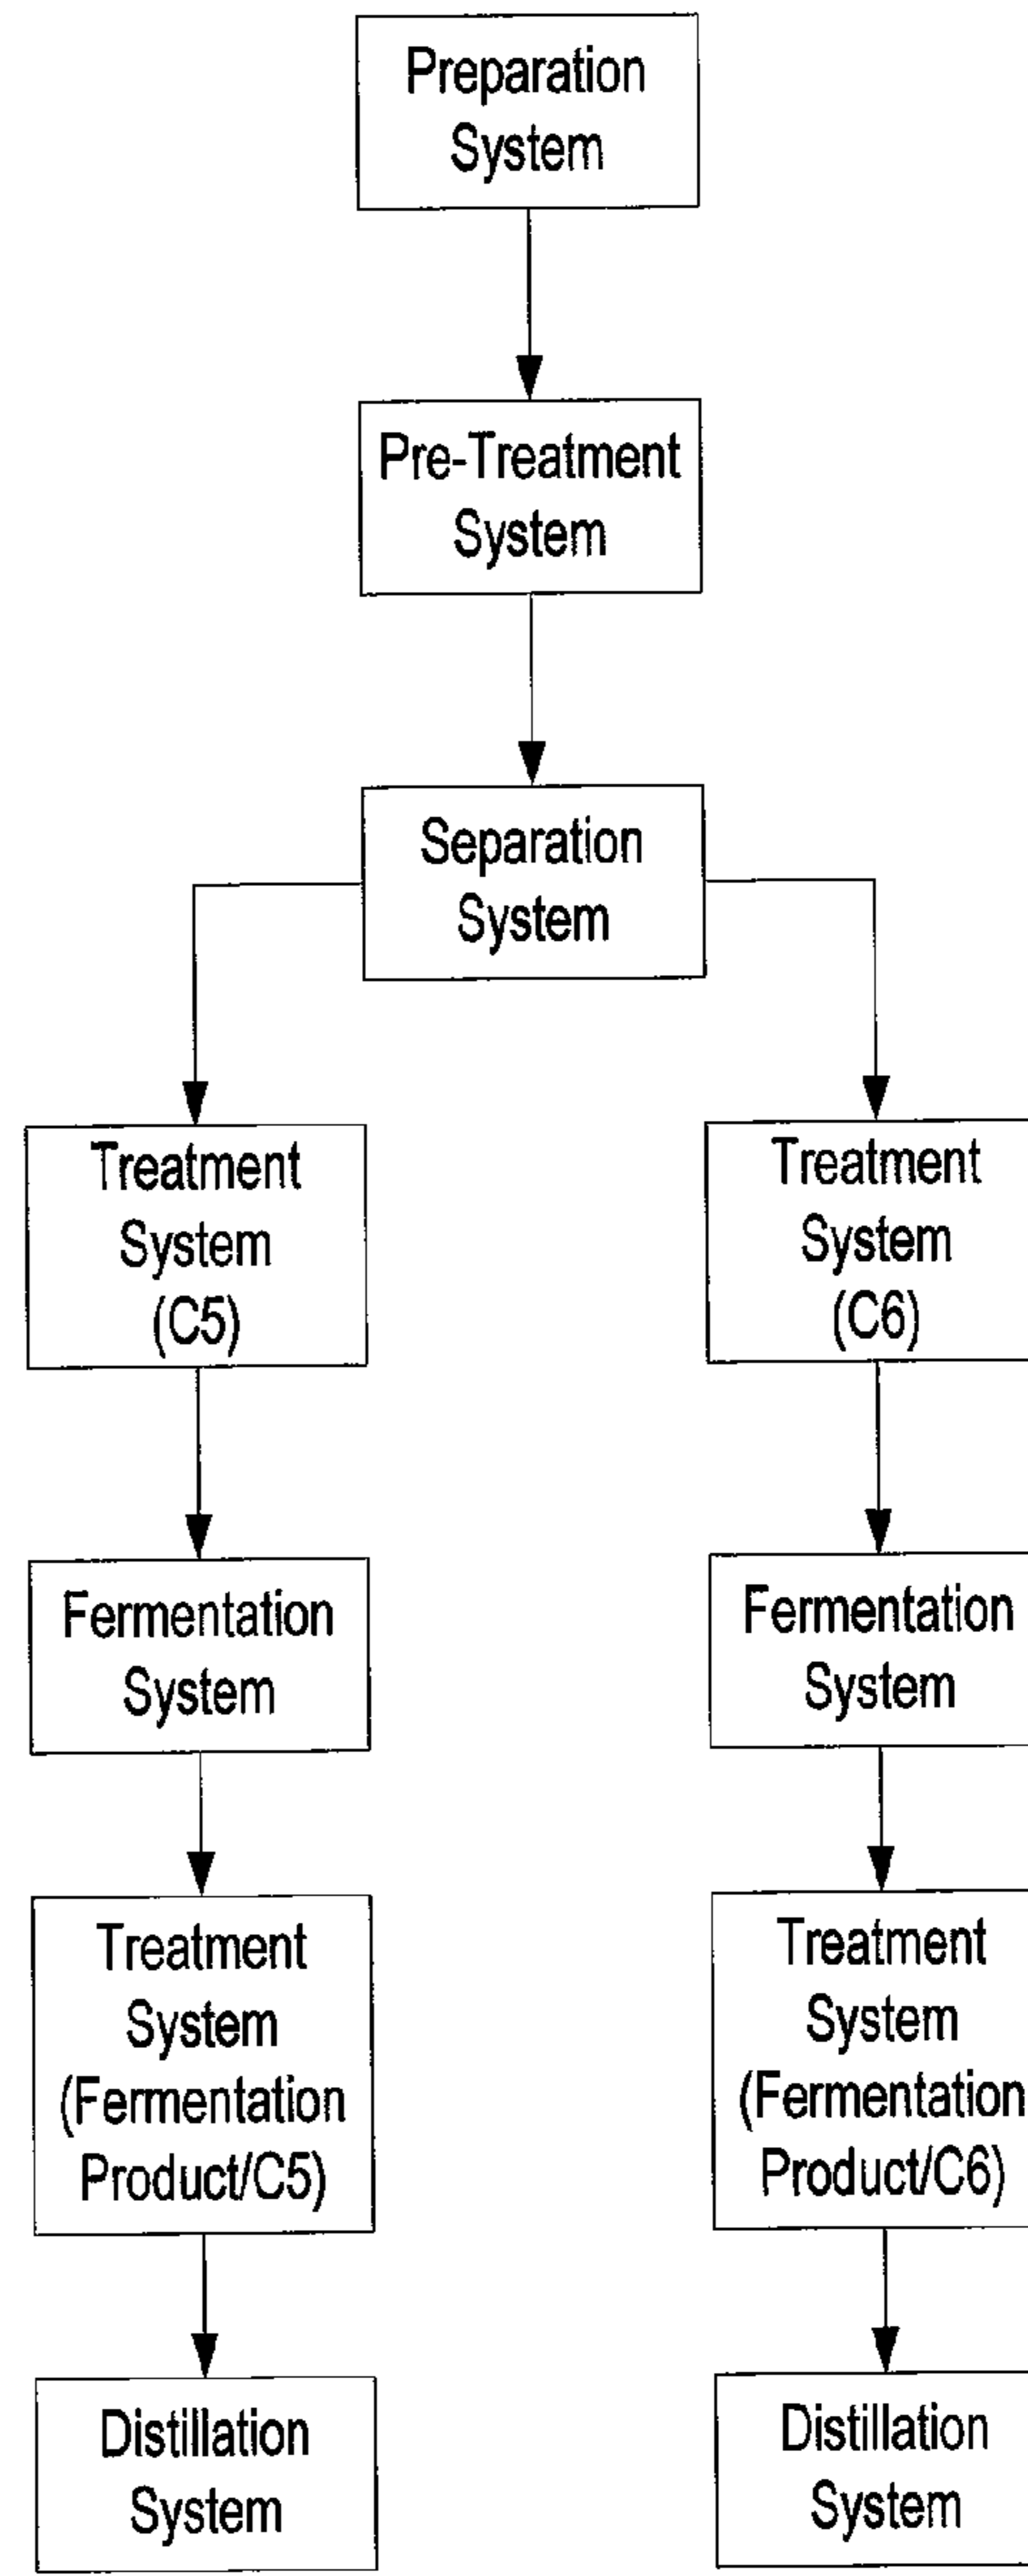 Preparation
System
Pre-Treatment
System
Separation
System
Treatment
System
(C5)
Treatment
System
(C6)
Fermentation
System
Fermentation
System
Treatment
System
(Fermentation
Product/C5)
Treatment
System
(Fermentation
Product/C6)
Distillation
System
Distillation
System